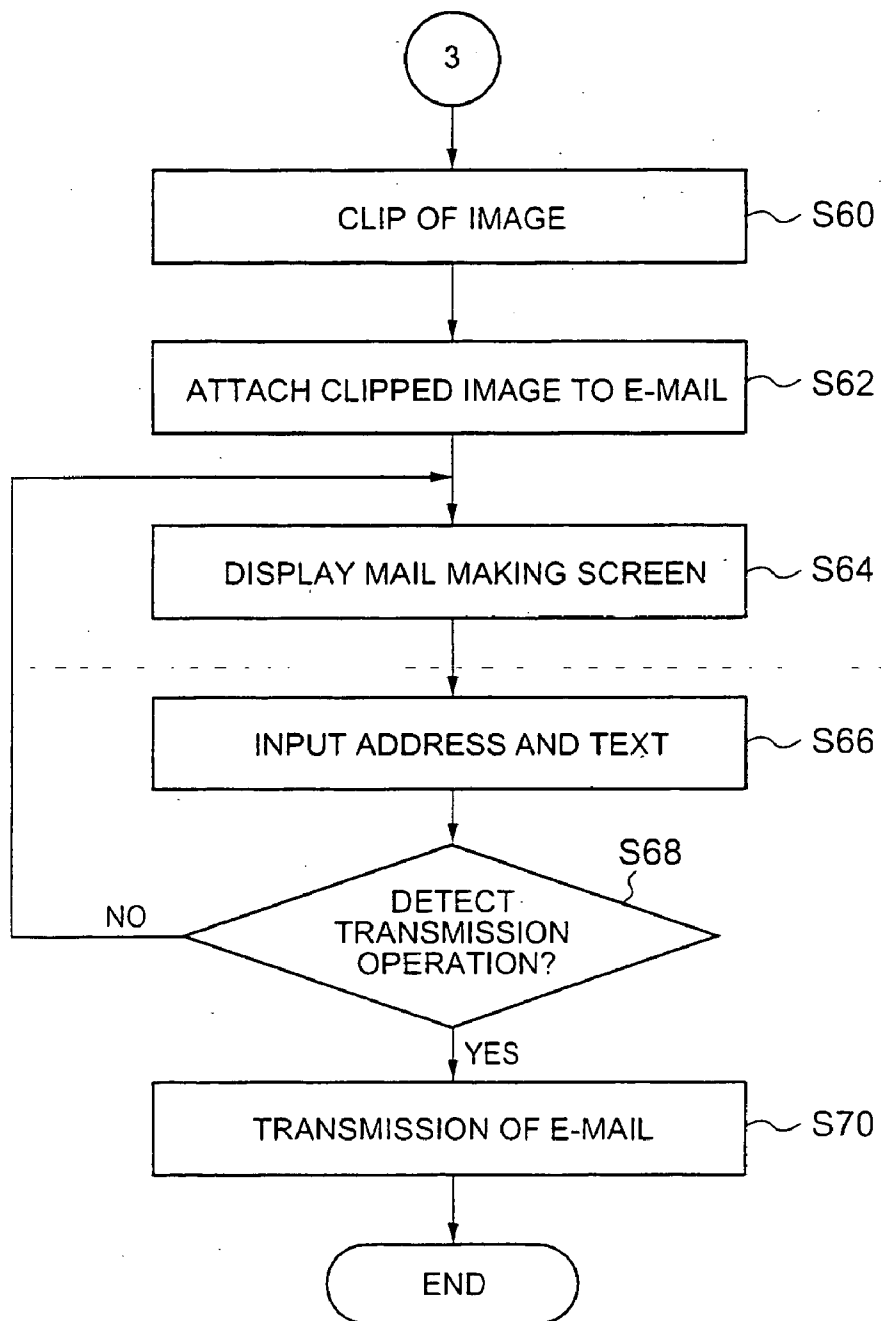 3
CLIP OF IMAGE
S60
ATTACH CLIPPED IMAGE TO E-MAIL
S62
DISPLAY MAIL MAKING SCREEN
S64
INPUT ADDRESS AND TEXT
S66
S68
DETECT
TRANSMISSION
OPERATION?
NO
YES
TRANSMISSION OF E-MAIL
S70
END